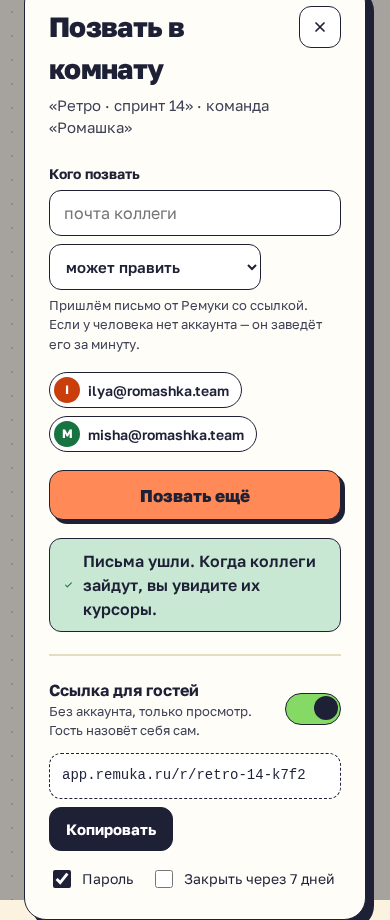 Позвать в
комнату
×
«Ретро · спринт 14» · команда
«Ромашка»
Кого позвать
почта коллеги
может править
Пришлём письмо от Ремуки со ссылкой.
Если у человека нет аккаунта — он заведёт
его за минуту.
I ilya@romashka.team
M misha@romashka.team
Позвать ещё
Письма ушли. Когда коллеги
зайдут, вы увидите их
курсоры.
Ссылка для гостей
Без аккаунта, только просмотр.
Гость назовёт себя сам.
app.remuka.ru/r/retro-14-k7f2
Копировать
Пароль Закрыть через 7 дней